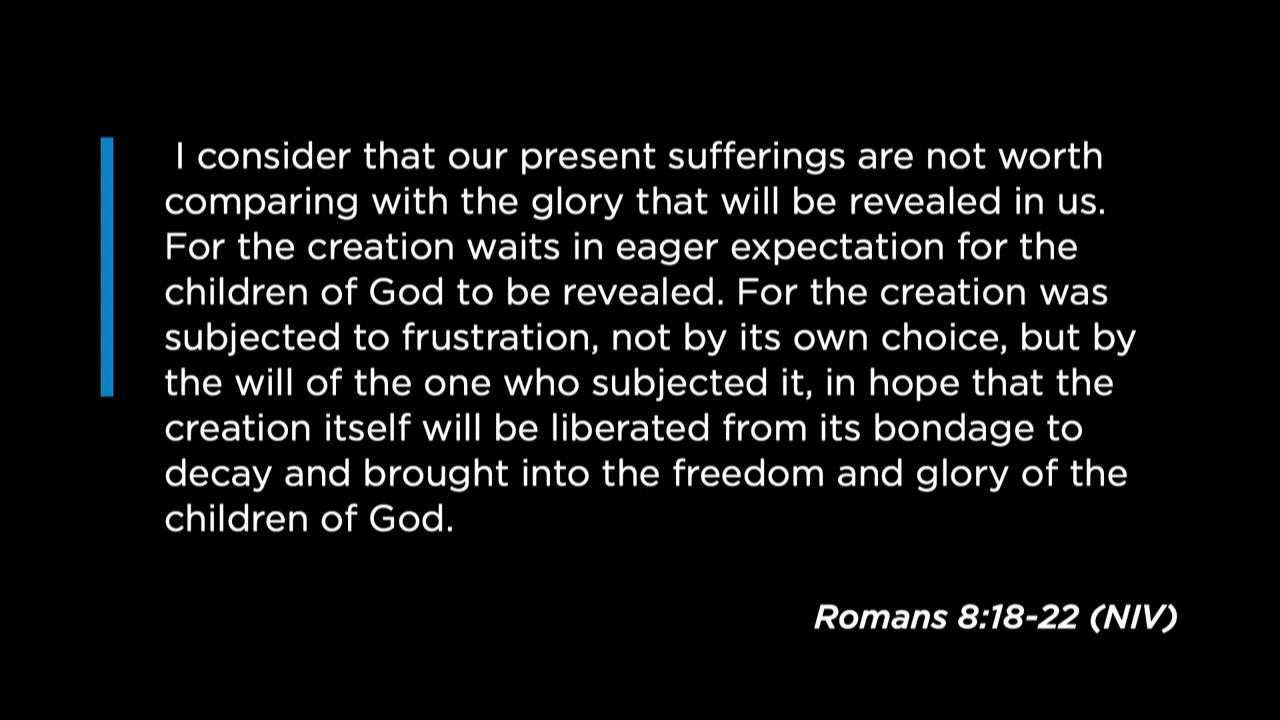 I consider that our present sufferings are not worth
comparing with the glory that will be revealed in us.
For the creation waits in eager expectation for the
children of God to be revealed. For the creation was
subjected to frustration, not by its own choice, but by
the will of the one who subjected it, in hope that the
creation itself will be liberated from its bondage to
decay and brought into the freedom and glory of the
children of God.
Romans 8:18-22 (NIV)